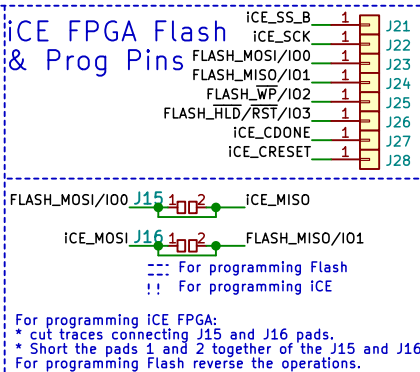 iCE FPGA Flash
& Prog Pins
iCE_SS_B 1 J21
iCE_SCK 1 J22
FLASH_MOSI/IO0 1 J23
FLASH_MISO/IO1 1 J24
FLASH_WP/IO2 1 J25
FLASH_HLD/RST/IO3 1 J26
iCE_CDONE 1 J27
iCE_CRESET 1 J28
FLASH_MOSI/IO0 J15 1 2 iCE_MISO
iCE_MOSI J16 1 2 FLASH_MISO/IO1
For programming Flash
For programming iCE
For programming iCE FPGA:
* cut traces connecting J15 and J16 pads.
* Short the pads 1 and 2 together of the J15 and J16
For programming Flash reverse the operations.